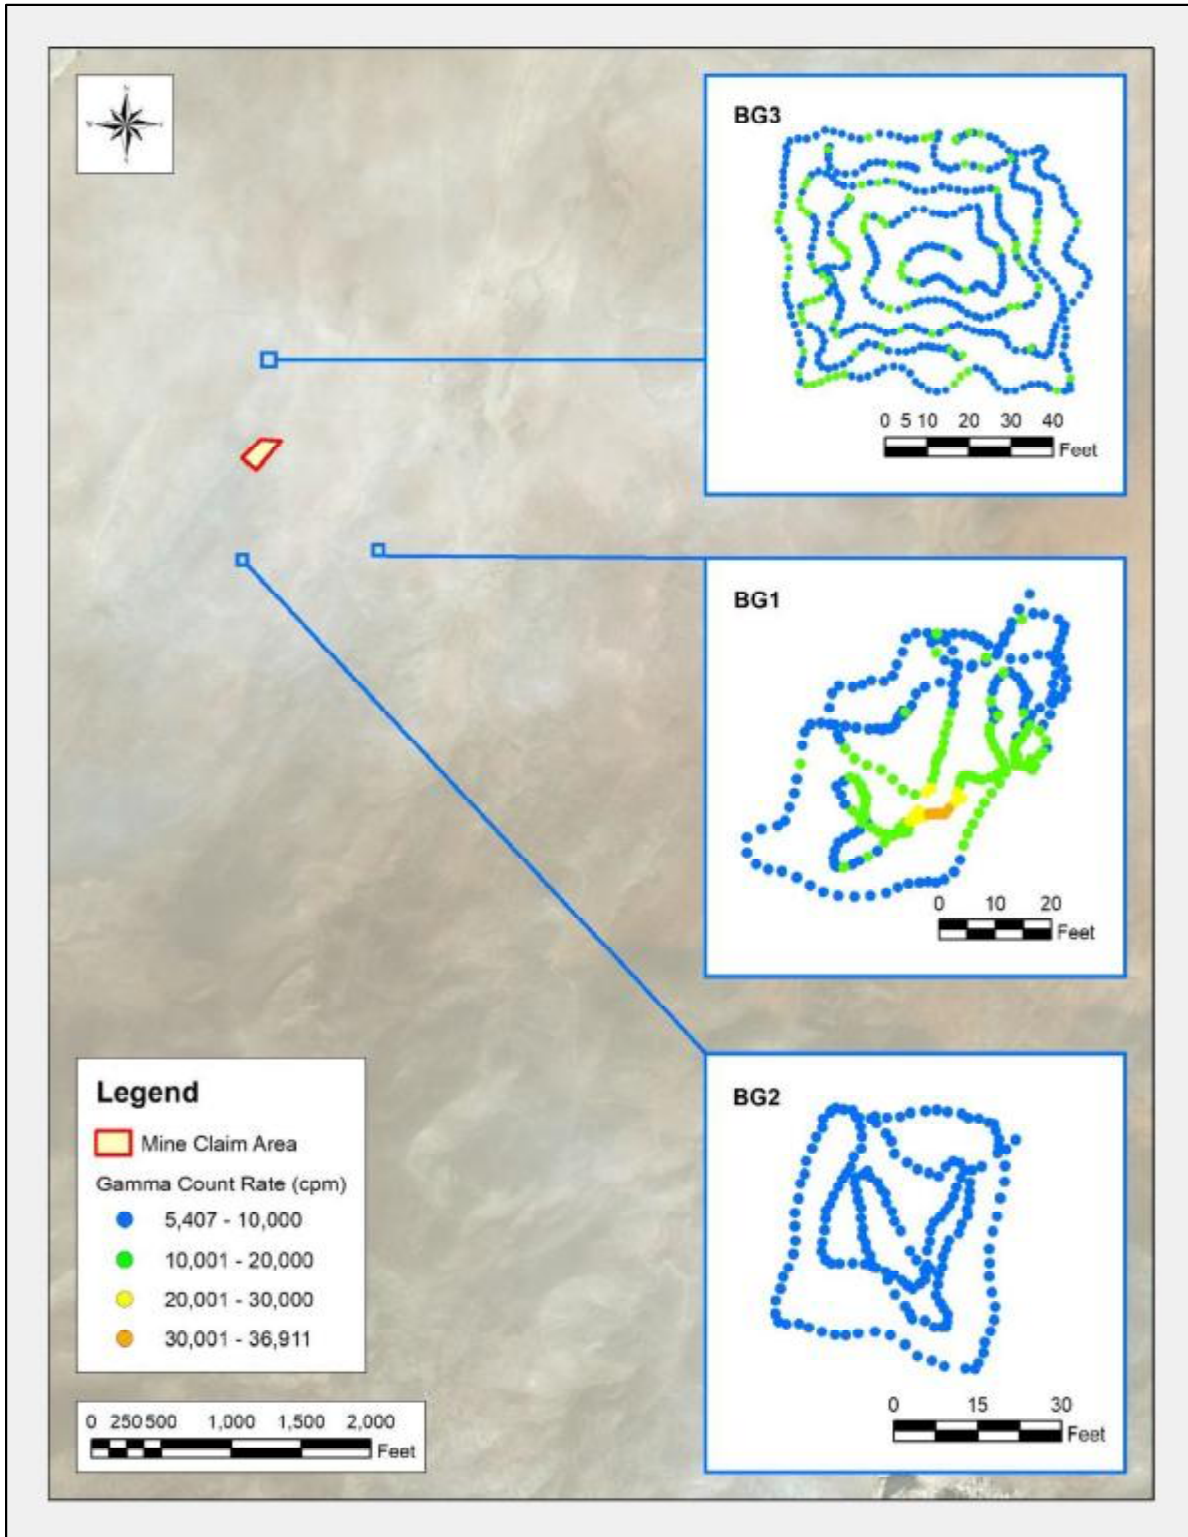 BG3
0 5 10 20 30 40
Feet
BG1
0 10 20
Feet
BG2
0 15 30
Feet
Legend
Mine Claim Area
Gamma Count Rate (cpm)
5,407 - 10,000
10,001 - 20,000
20,001 - 30,000
30,001 - 36,911
0 250 500 1,000 1,500 2,000
Feet